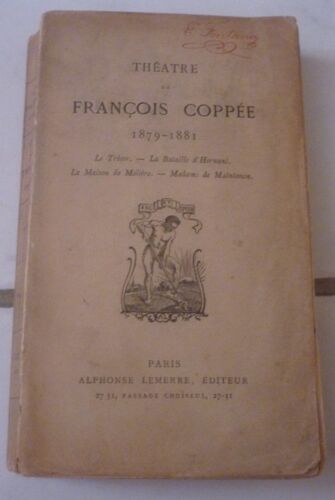 THÉATRE
DE
FRANÇOIS COPPÉE
1879-1881
Le Trésor. — La Bataille d'Hernani.
La Maison de Molière. — Madame de Maintenon.
PARIS
ALPHONSE LEMERRE, ÉDITEUR
27-31, PASSAGE CHOISEUL, 27-31